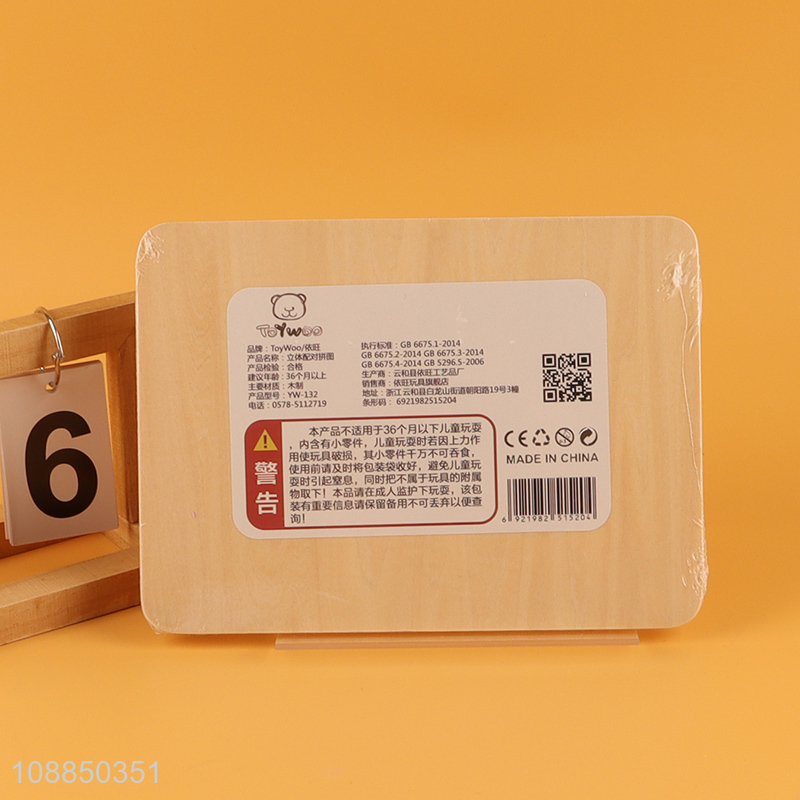 ToYWOO
品牌：ToyWoo/依旺
产品名称：立体配对拼图
产品检验：合格
建议年龄：36个月以上
主要材质：木制
产品型号：YW-132
电话：0578-5112719
执行标准：GB 6675.1-2014
GB 6675.2-2014 GB 6675.3-2014
GB 6675.4-2014 GB 5296.5-2006
生产商：云和县依旺工艺品厂
销售商：依旺玩具旗舰店
地址：浙江云和县白龙山街道朝阳路19号3幢
条形码：6921982515204
警告
本产品不适用于36个月以下儿童玩耍
，内含有小零件，儿童玩耍时若因上力作
用使玩具破损，其小零件千万不可吞食，
使用前请及时将包装袋收好，避免儿童玩
耍时引起窒息，同时把不属于玩具的附属
物取下！本品请在成人监护下玩耍，该包
装有重要信息请保留备用不可丢弃以便查
询！
CE
MADE IN CHINA
6 921982 515204
6
108850351